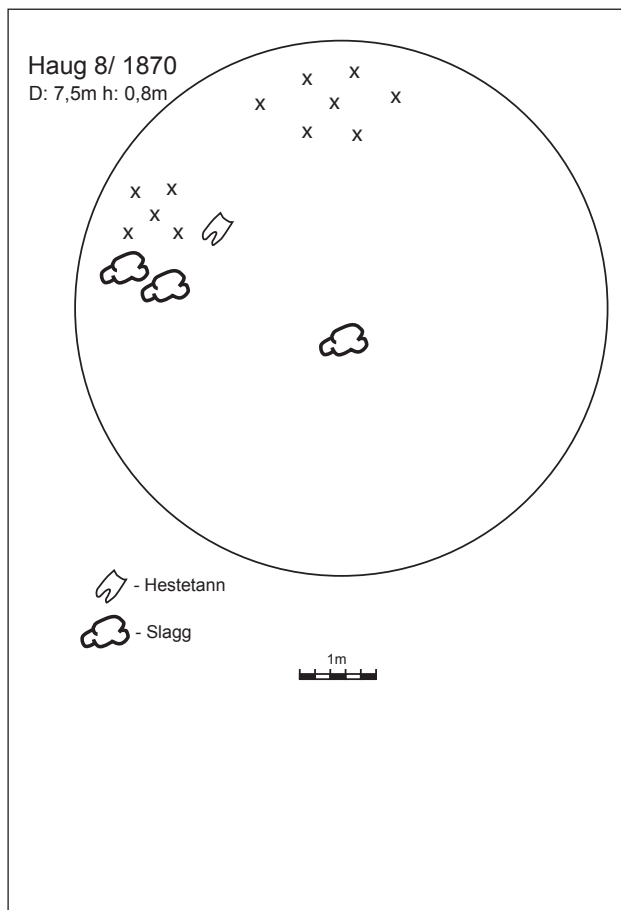 Haug 8/ 1870
D: 7,5m h: 0,8m
x x
x x x
x x
x x
x
x x
- Hestetann
- Slagg
1m